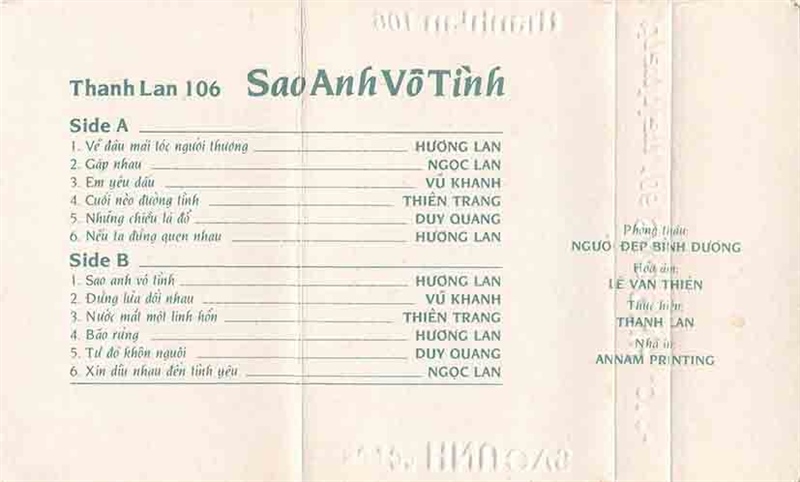 Thanh Lan 106 Sao Anh Vô Tình
Side A
1. Về đâu mái tóc người thương HƯƠNG LAN
2. Gặp nhau NGỌC LAN
3. Em yêu dấu VŨ KHANH
4. Cuối nẻo đường tình THIÊN TRANG
5. Những chiều lá đổ DUY QUANG
6. Nếu ta đừng quen nhau HƯƠNG LAN
Side B
1. Sao anh vô tình HƯƠNG LAN
2. Đừng lừa dối nhau VŨ KHANH
3. Nước mắt một linh hồn THIÊN TRANG
4. Bão rừng HƯƠNG LAN
5. Từ đó khôn nguôi DUY QUANG
6. Xin dìu nhau đến tình yêu NGỌC LAN
Phòng thâu:
NGƯỜI ĐẸP BÌNH DƯƠNG
Hòa âm:
LÊ VĂN THIỆN
Thực hiện:
THANH LAN
Nhà in:
ANNAM PRINTING